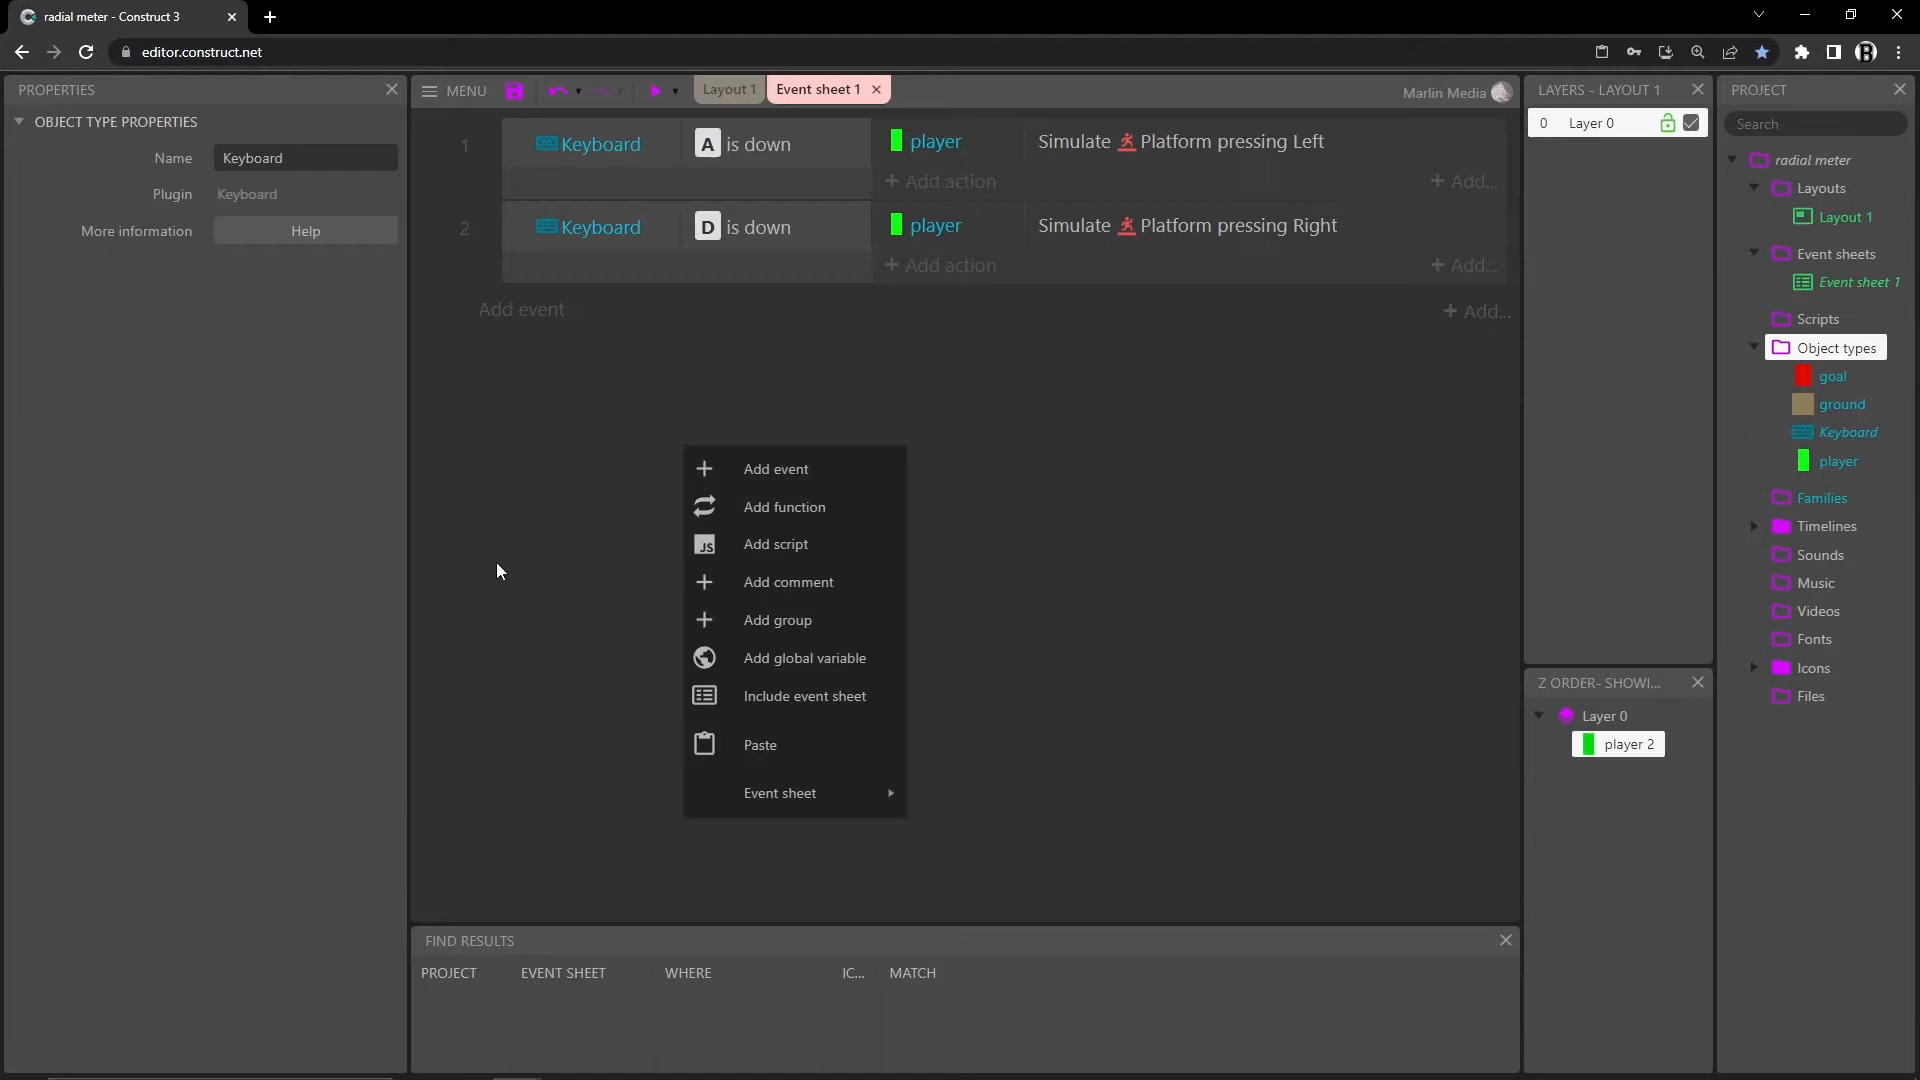 radial meter - Construct 3
editor.construct.net
PROPERTIES
OBJECT TYPE PROPERTIES
Name Keyboard
Plugin Keyboard
More information Help
MENU
Layout 1
Event sheet 1
Marlin Media
1 Keyboard A is down player Simulate Platform pressing Left
+ Add action + Add...
2 Keyboard D is down player Simulate Platform pressing Right
+ Add action + Add...
Add event + Add...
Add event
Add function
JS Add script
Add comment
Add group
Add global variable
Include event sheet
Paste
Event sheet
FIND RESULTS
PROJECT EVENT SHEET WHERE IC... MATCH
LAYERS - LAYOUT 1
0 Layer 0
Z ORDER- SHOWI...
Layer 0
player 2
PROJECT
Search
radial meter
Layouts
Layout 1
Event sheets
Event sheet 1
Scripts
Object types
goal
ground
Keyboard
player
Families
Timelines
Sounds
Music
Videos
Fonts
Icons
Files